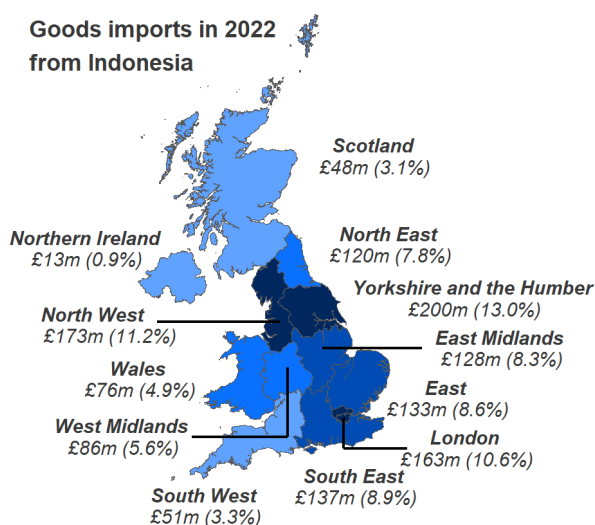 Goods imports in 2022
from Indonesia
Scotland
£48m (3.1%)
Northern Ireland
£13m (0.9%)
North East
£120m (7.8%)
Yorkshire and the Humber
£200m (13.0%)
North West
£173m (11.2%)
East Midlands
£128m (8.3%)
Wales
£76m (4.9%)
East
£133m (8.6%)
West Midlands
£86m (5.6%)
London
£163m (10.6%)
South East
£137m (8.9%)
South West
£51m (3.3%)